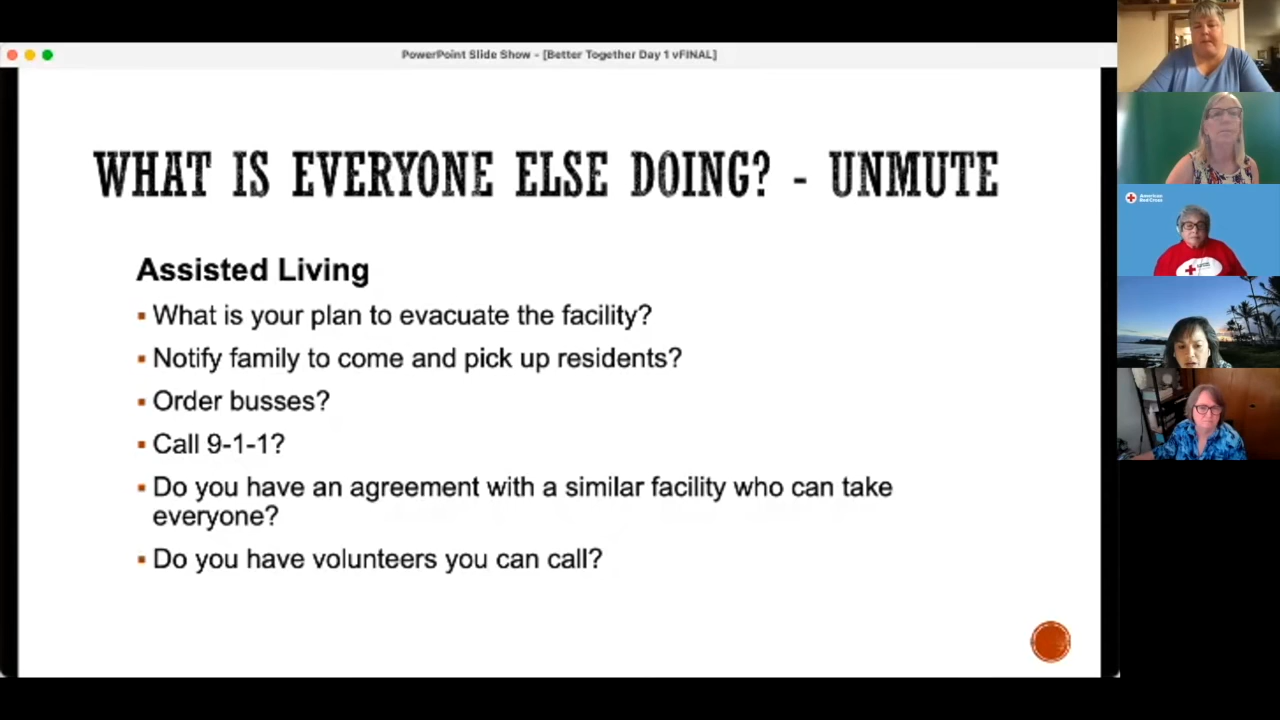 PowerPoint Slide Show - [Better Together Day 1 vFINAL]
WHAT IS EVERYONE ELSE DOING? - UNMUTE
Assisted Living
▪ What is your plan to evacuate the facility?
▪ Notify family to come and pick up residents?
▪ Order busses?
▪ Call 9-1-1?
▪ Do you have an agreement with a similar facility who can take
everyone?
▪ Do you have volunteers you can call?
American
Red Cross